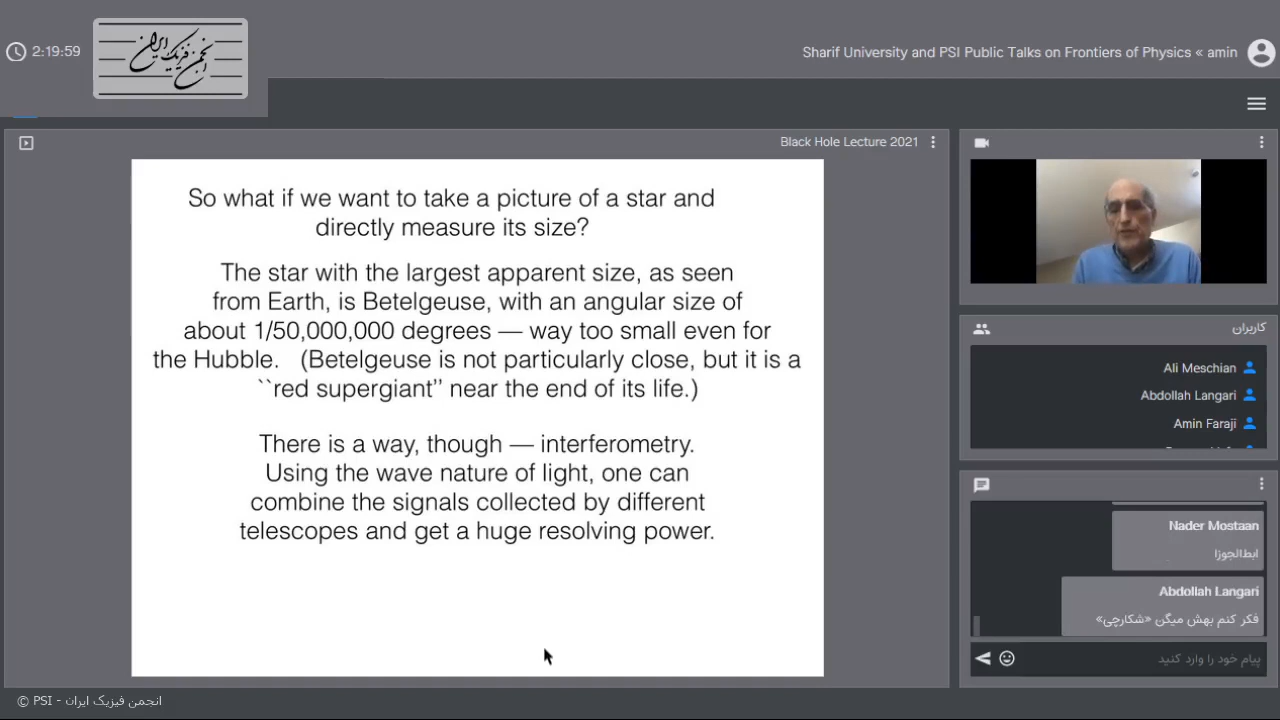 2:19:59
انجمن فیزیک ایران
Sharif University and PSI Public Talks on Frontiers of Physics « amin
Black Hole Lecture 2021
So what if we want to take a picture of a star and
directly measure its size?
The star with the largest apparent size, as seen
from Earth, is Betelgeuse, with an angular size of
about 1/50,000,000 degrees — way too small even for
the Hubble. (Betelgeuse is not particularly close, but it is a
``red supergiant'' near the end of its life.)
There is a way, though — interferometry.
Using the wave nature of light, one can
combine the signals collected by different
telescopes and get a huge resolving power.
کاربران
Ali Meschian
Abdollah Langari
Amin Faraji
Nader Mostaan
ابطالجوزا
Abdollah Langari
فکر کنم بهش میگن «شکارچی»
پیام خود را وارد کنید
© PSI - انجمن فیزیک ایران